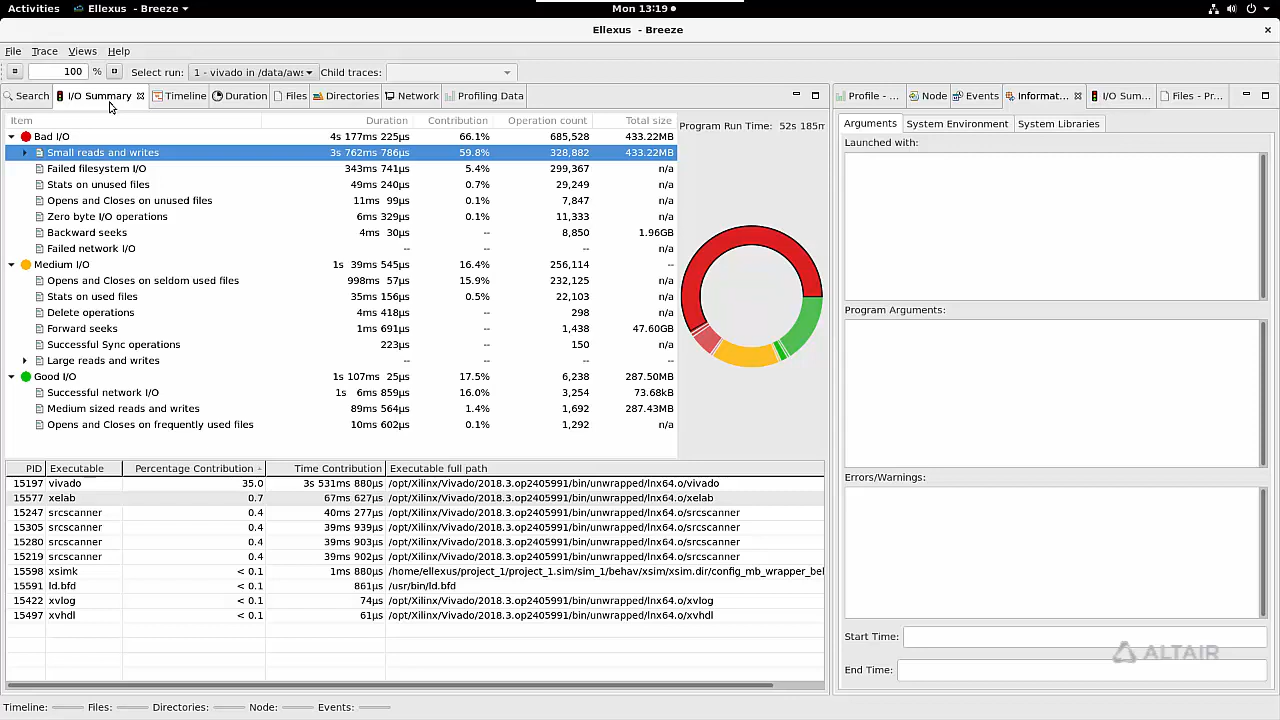 Activities Ellexus - Breeze Mon 13:19
Ellexus - Breeze ×
File Trace Views Help
100 % Select run: 1 - vivado in /data/aws Child traces:
Search I/O Summary Timeline Duration Files Directories Network Profiling Data
Item Duration Contribution Operation count Total size
Bad I/O 4s 177ms 225µs 66.1% 685,528 433.22MB
Small reads and writes 3s 762ms 786µs 59.8% 328,882 433.22MB
Failed filesystem I/O 343ms 741µs 5.4% 299,367 n/a
Stats on unused files 49ms 240µs 0.7% 29,249 n/a
Opens and Closes on unused files 11ms 99µs 0.1% 7,847 n/a
Zero byte I/O operations 6ms 329µs 0.1% 11,333 n/a
Backward seeks 4ms 30µs -- 8,850 1.96GB
Failed network I/O -- -- -- n/a
Medium I/O 1s 39ms 545µs 16.4% 256,114 --
Opens and Closes on seldom used files 998ms 57µs 15.9% 232,125 n/a
Stats on used files 35ms 156µs 0.5% 22,103 n/a
Delete operations 4ms 418µs -- 298 n/a
Forward seeks 1ms 691µs -- 1,438 47.60GB
Successful Sync operations 223µs -- 150 n/a
Large reads and writes -- -- -- --
Good I/O 1s 107ms 25µs 17.5% 6,238 287.50MB
Successful network I/O 1s 6ms 859µs 16.0% 3,254 73.68kB
Medium sized reads and writes 89ms 564µs 1.4% 1,692 287.43MB
Opens and Closes on frequently used files 10ms 602µs 0.1% 1,292 n/a
Program Run Time: 52s 185m
PID Executable Percentage Contribution Time Contribution Executable full path
15197 vivado 35.0 3s 531ms 880µs /opt/Xilinx/Vivado/2018.3.op2405991/bin/unwrapped/lnx64.o/vivado
15577 xelab 0.7 67ms 627µs /opt/Xilinx/Vivado/2018.3.op2405991/bin/unwrapped/lnx64.o/xelab
15247 srcscanner 0.4 40ms 277µs /opt/Xilinx/Vivado/2018.3.op2405991/bin/unwrapped/lnx64.o/srcscanner
15305 srcscanner 0.4 39ms 939µs /opt/Xilinx/Vivado/2018.3.op2405991/bin/unwrapped/lnx64.o/srcscanner
15280 srcscanner 0.4 39ms 903µs /opt/Xilinx/Vivado/2018.3.op2405991/bin/unwrapped/lnx64.o/srcscanner
15219 srcscanner 0.4 39ms 902µs /opt/Xilinx/Vivado/2018.3.op2405991/bin/unwrapped/lnx64.o/srcscanner
15598 xsimk < 0.1 1ms 880µs /home/ellexus/project_1/project_1.sim/sim_1/behav/xsim/xsim.dir/config_mb_wrapper_bel
15591 ld.bfd < 0.1 861µs /usr/bin/ld.bfd
15422 xvlog < 0.1 74µs /opt/Xilinx/Vivado/2018.3.op2405991/bin/unwrapped/lnx64.o/xvlog
15497 xvhdl < 0.1 61µs /opt/Xilinx/Vivado/2018.3.op2405991/bin/unwrapped/lnx64.o/xvhdl
Profile - ... Node Events Informat... I/O Sum... Files - Pr...
Arguments System Environment System Libraries
Launched with:
Program Arguments:
Errors/Warnings:
Start Time:
ALTAIR
End Time:
Timeline: Files: Directories: Node: Events: